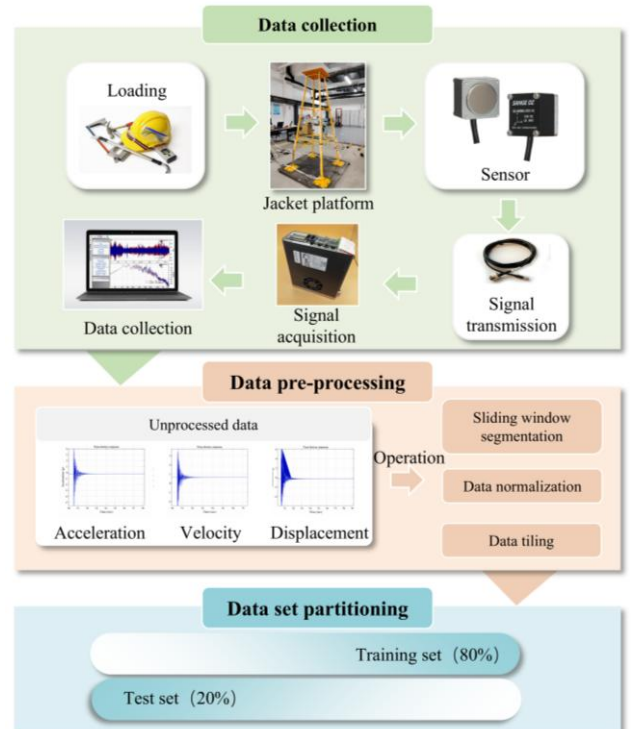 Data collection
Loading
Jacket platform
Sensor
Data collection
Signal
acquisition
Signal
transmission
Data pre-processing
Unprocessed data
Acceleration
Velocity
Displacement
Operation
Sliding window
segmentation
Data normalization
Data tiling
Data set partitioning
Training set（80%）
Test set（20%）